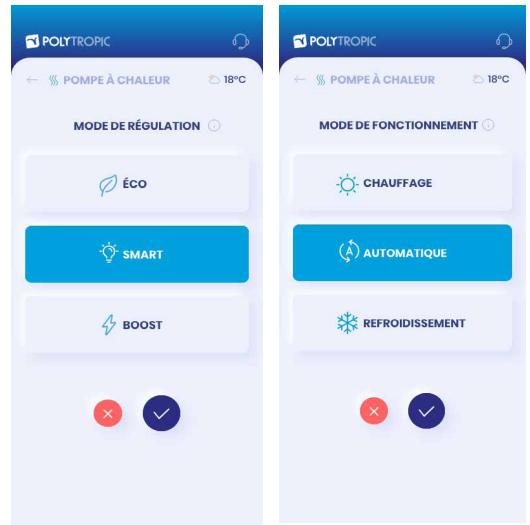 POLYTROPIC
POMPE À CHALEUR 18°C
MODE DE RÉGULATION
ÉCO
SMART
BOOST
POLYTROPIC
POMPE À CHALEUR 18°C
MODE DE FONCTIONNEMENT
CHAUFFAGE
A AUTOMATIQUE
REFROIDISSEMENT